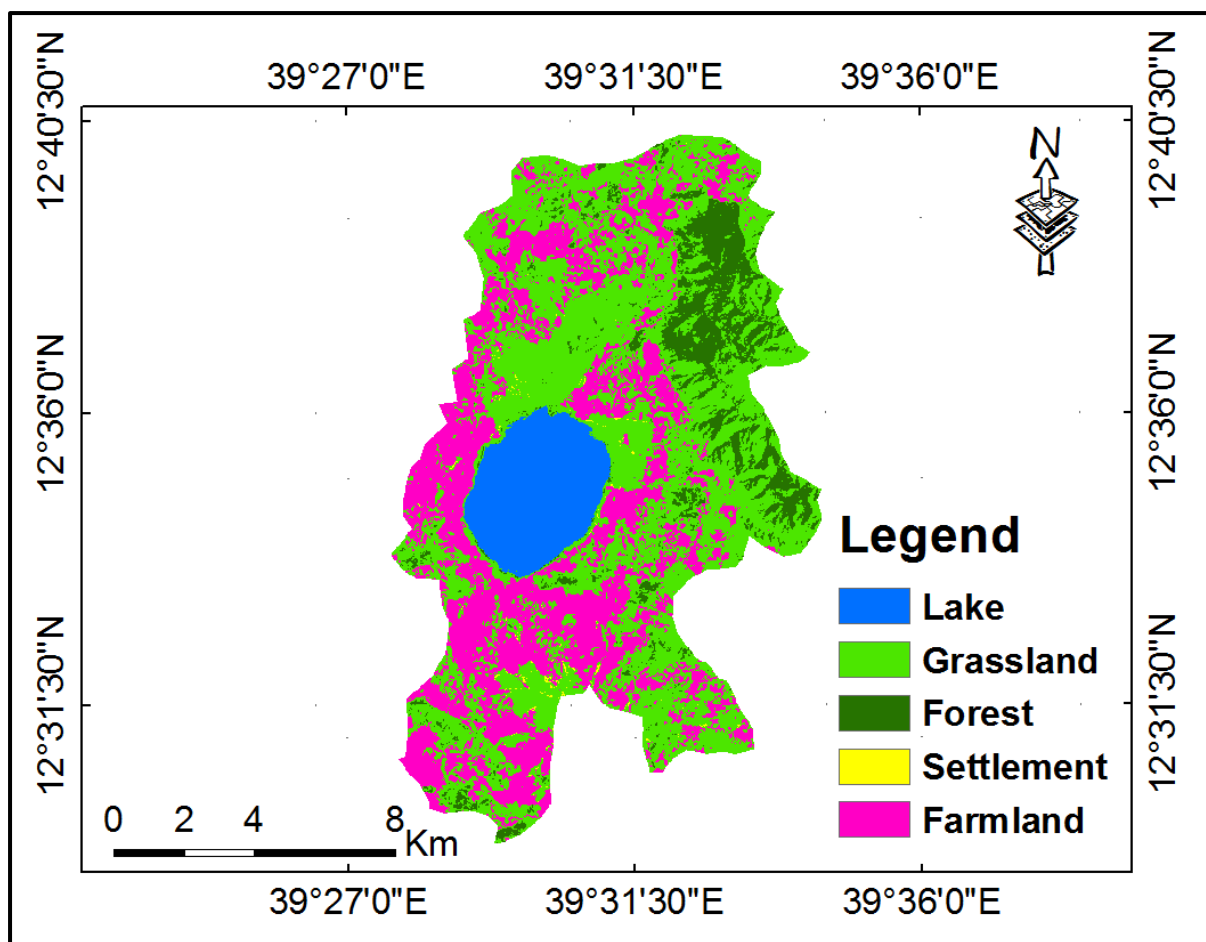 39°27'0"E 39°31'30"E 39°36'0"E
12°40'30"N 12°40'30"N
N
12°36'0"N 12°36'0"N
Legend
Lake
Grassland
Forest
Settlement
Farmland
12°31'30"N 12°31'30"N
0 2 4 8
Km
39°27'0"E 39°31'30"E 39°36'0"E